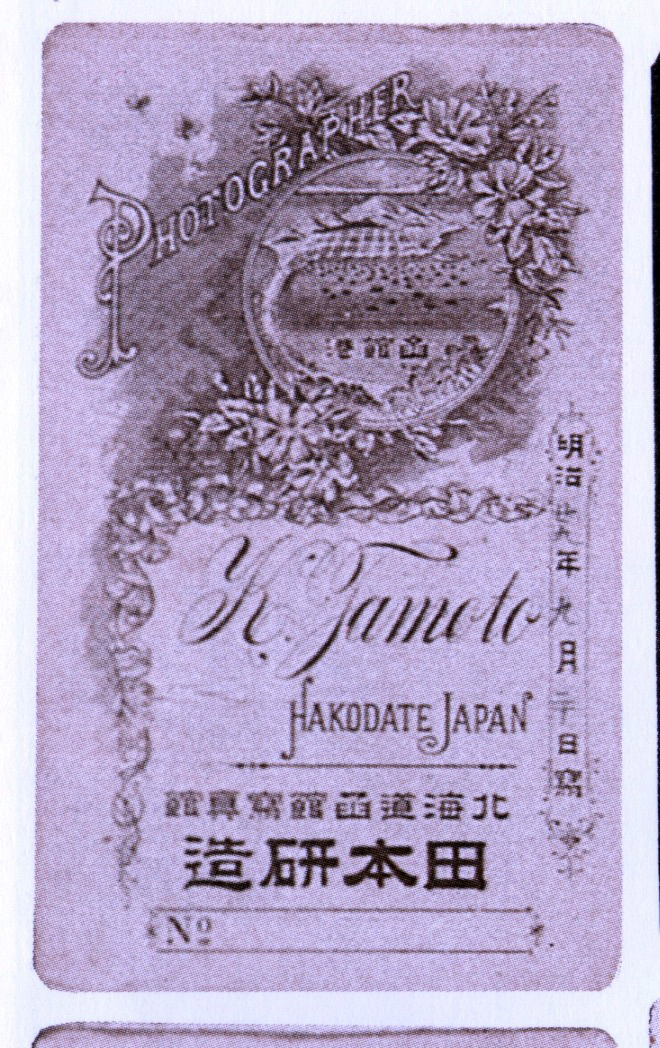 PHOTOGRAPHER
函館港
明治年九月日寫
K. Tamoto
HAKODATE JAPAN
北海道函館寫真館
田本研造
Nº